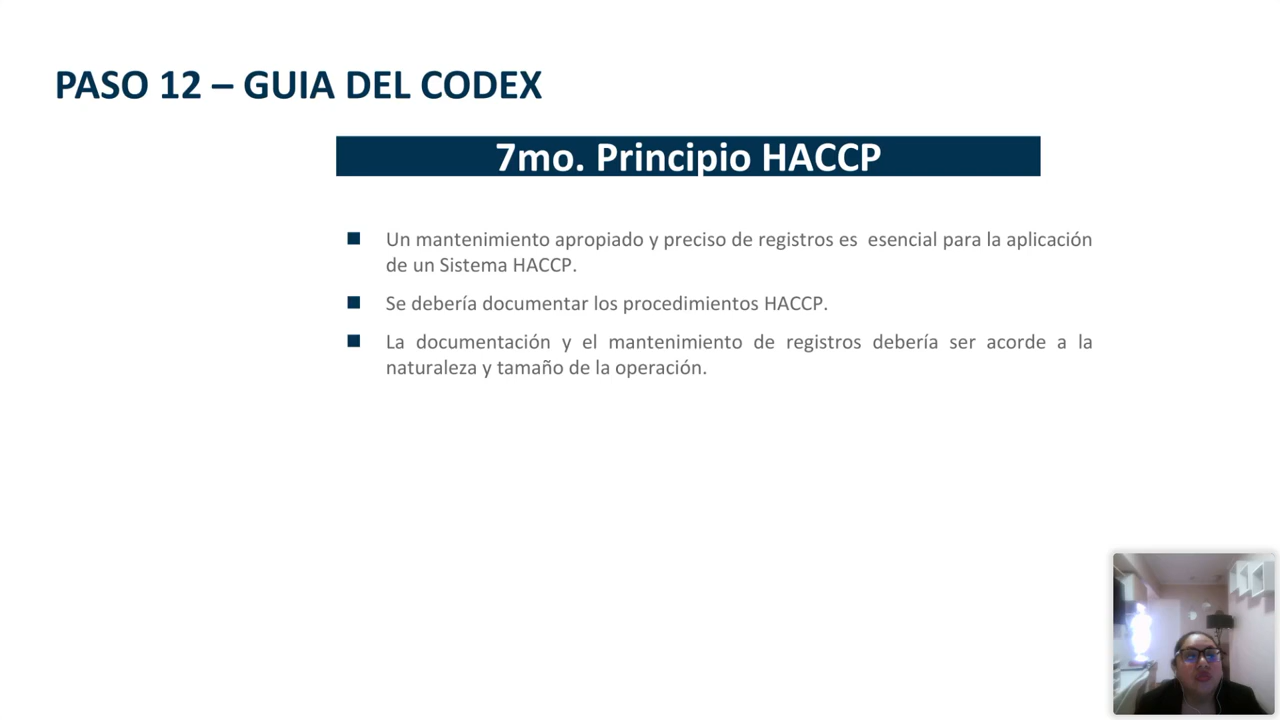 PASO 12 – GUIA DEL CODEX
7mo. Principio HACCP
Un mantenimiento apropiado y preciso de registros es  esencial para la aplicación
de un Sistema HACCP.
Se debería documentar los procedimientos HACCP.
La documentación y el mantenimiento de registros debería ser acorde a la
naturaleza y tamaño de la operación.